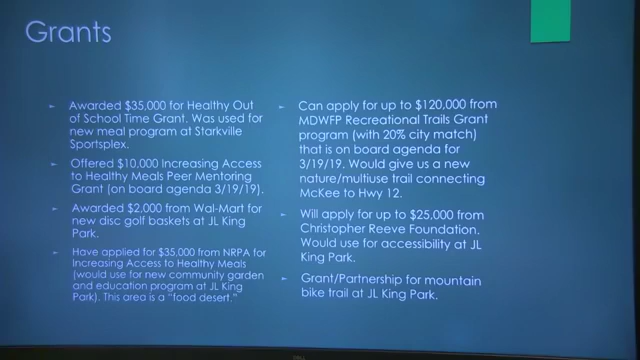 Grants
Awarded $35,000 for Healthy Out
of School Time Grant. Was used for
new meal program at Starkville
Sportsplex.
Offered $10,000 Increasing Access
to Healthy Meals Peer Mentoring
Grant (on board agenda 3/19/19).
Awarded $2,000 from Wal-Mart for
new disc golf baskets at JL King
Park.
Have applied for $35,000 from NRPA for
Increasing Access to Healthy Meals
(would use for new community garden
and education program at JL King
Park). This area is a "food desert."
Can apply for up to $120,000 from
MDWFP Recreational Trails Grant
program (with 20% city match)
that is on board agenda for
3/19/19. Would give us a new
nature/multiuse trail connecting
McKee to Hwy 12.
Will apply for up to $25,000 from
Christopher Reeve Foundation.
Would use for accessibility at JL
King Park.
Grant/Partnership for mountain
bike trail at JL King Park.
DELL